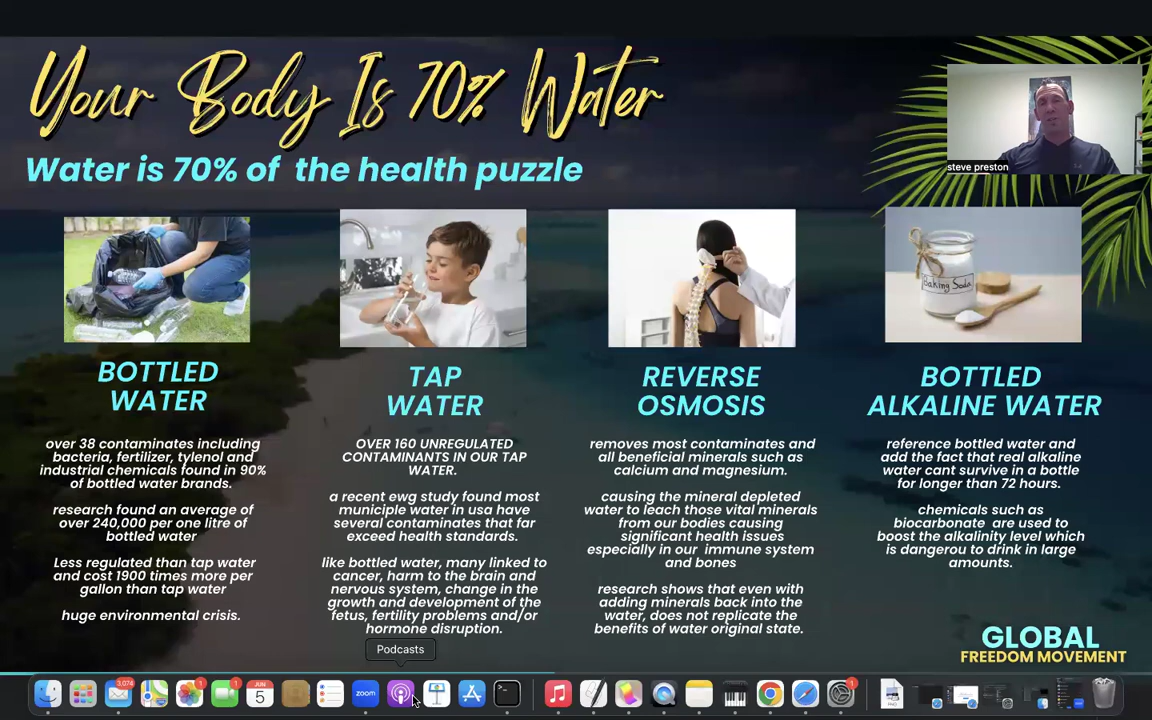 Your Body Is 70% Water
Water is 70% of the health puzzle
steve preston
Baking Soda
BOTTLED
WATER
over 38 contaminates including
bacteria, fertilizer, tylenol and
industrial chemicals found in 90%
of bottled water brands.
research found an average of
over 240,000 per one litre of
bottled water
Less regulated than tap water
and cost 1900 times more per
gallon than tap water
huge environmental crisis.
TAP
WATER
OVER 160 UNREGULATED
CONTAMINANTS IN OUR TAP
WATER.
a recent ewg study found most
municiple water in usa have
several contaminates that far
exceed health standards.
like bottled water, many linked to
cancer, harm to the brain and
nervous system, change in the
growth and development of the
fetus, fertility problems and/or
hormone disruption.
REVERSE
OSMOSIS
removes most contaminates and
all beneficial minerals such as
calcium and magnesium.
causing the mineral depleted
water to leach those vital minerals
from our bodies causing
significant health issues
especially in our immune system
and bones
research shows that even with
adding minerals back into the
water, does not replicate the
benefits of water original state.
BOTTLED
ALKALINE WATER
reference bottled water and
add the fact that real alkaline
water cant survive in a bottle
for longer than 72 hours.
chemicals such as
biocarbonate are used to
boost the alkalinity level which
is dangerou to drink in large
amounts.
GLOBAL
FREEDOM MOVEMENT
Podcasts
3,074
1
1
JUN
5
zoom
1